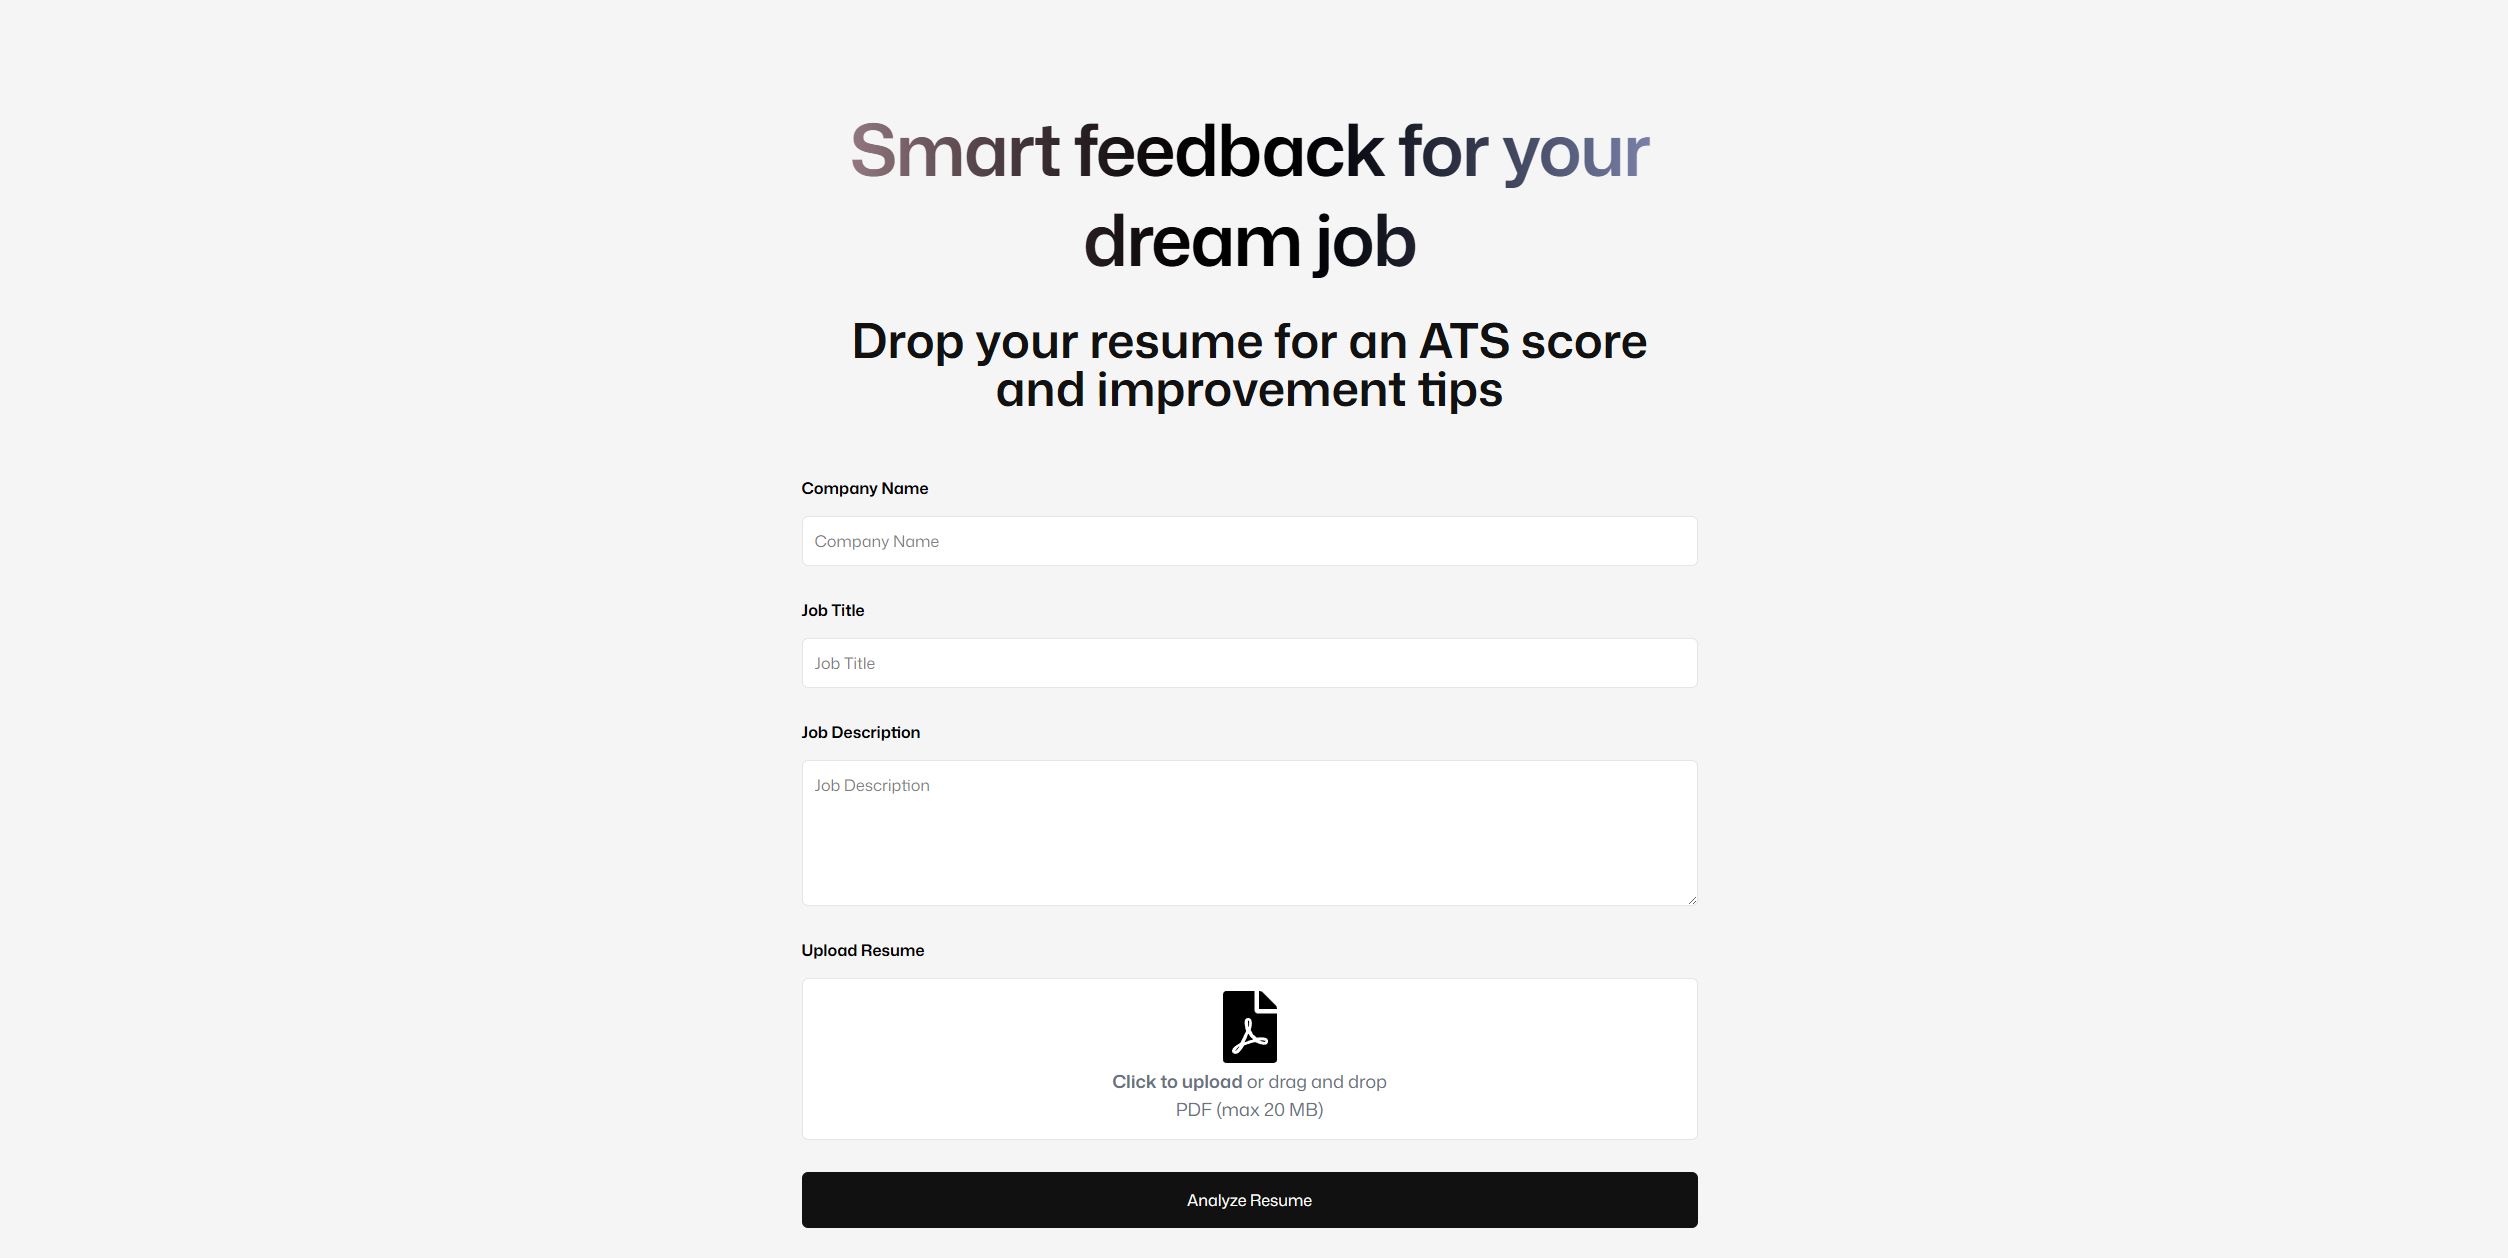 Smart feedback for your
dream job
Drop your resume for an ATS score
and improvement tips
Company Name
Company Name
Job Title
Job Title
Job Description
Job Description
Upload Resume
Click to upload or drag and drop
PDF (max 20 MB)
Analyze Resume